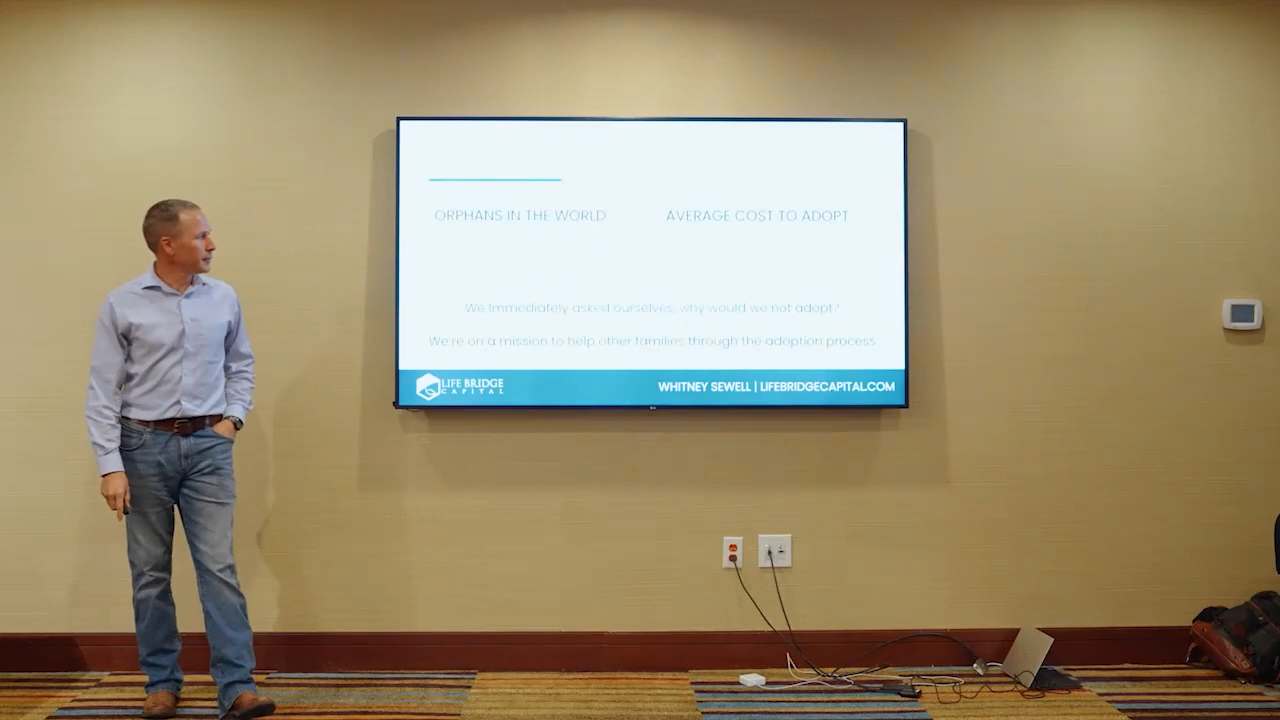 ORPHANS IN THE WORLD
AVERAGE COST TO ADOPT
We Immediately asked ourselves, why would we not adopt?
We're on a mission to help other families through the adoption process
LIFE BRIDGE
CAPITAL
WHITNEY SEWELL | LIFEBRIDGECAPITAL.COM